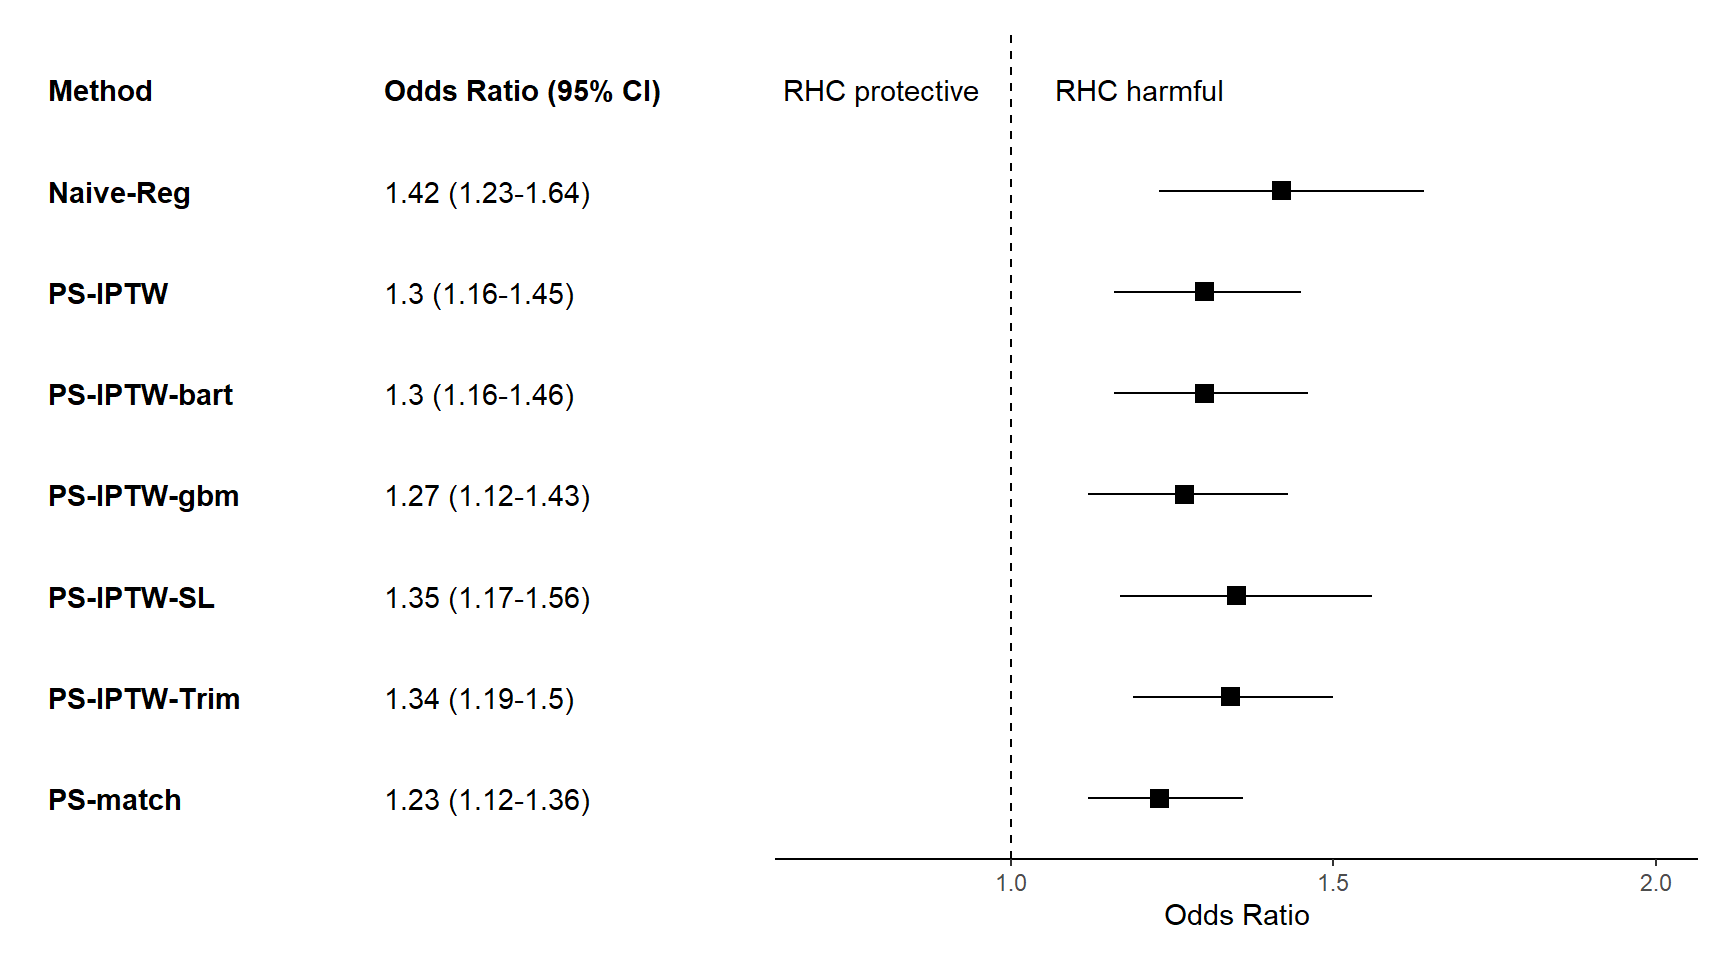 Method Odds Ratio (95% CI) RHC protective RHC harmful
Naive-Reg 1.42 (1.23-1.64)
PS-IPTW 1.3 (1.16-1.45)
PS-IPTW-bart 1.3 (1.16-1.46)
PS-IPTW-gbm 1.27 (1.12-1.43)
PS-IPTW-SL 1.35 (1.17-1.56)
PS-IPTW-Trim 1.34 (1.19-1.5)
PS-match 1.23 (1.12-1.36)
1.0 1.5 2.0
Odds Ratio